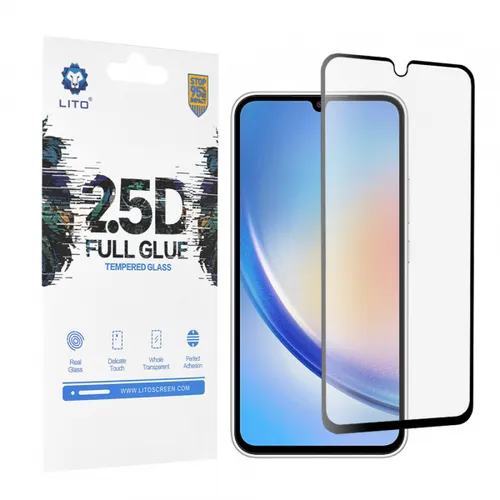 LITO®
STOP
95%
IMPACT
2.5D
FULL GLUE
TEMPERED GLASS
Real
Glass
Delicate
Touch
Whole
Transparent
Perfect
Adhesion
WWW.LITOSCREEN.COM